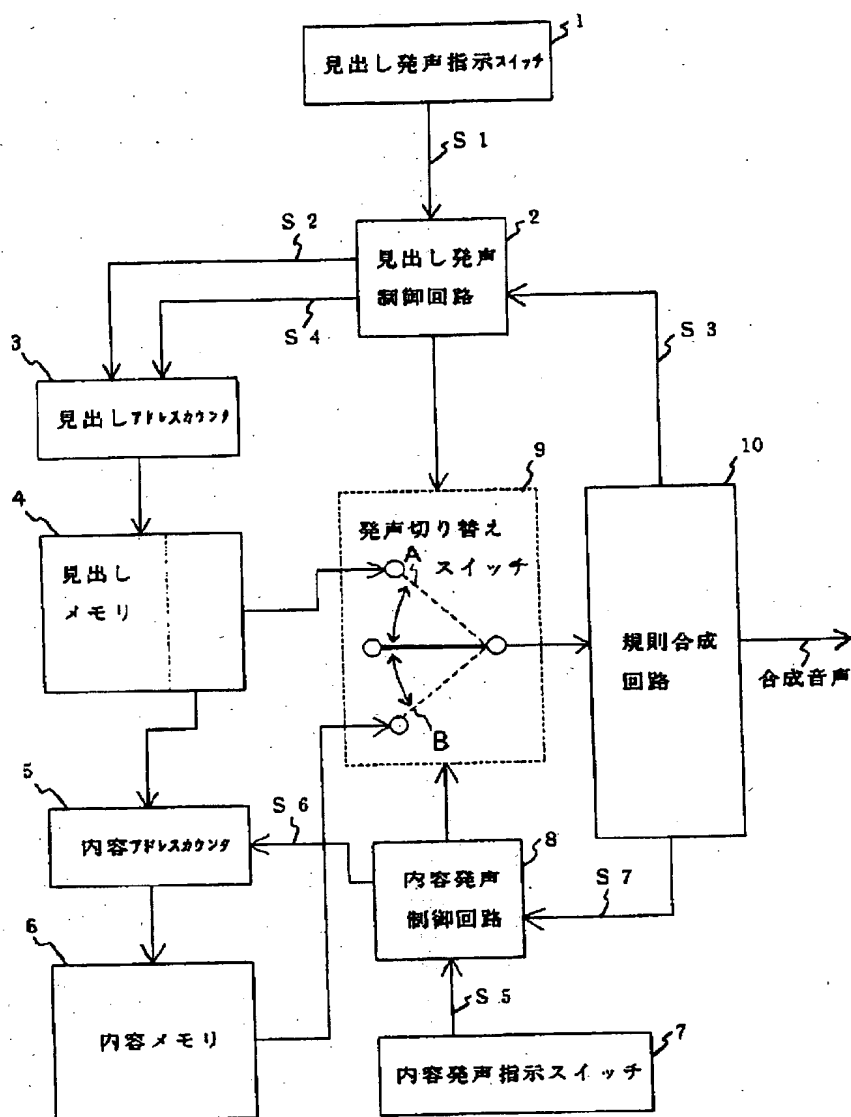 1
見出し発声指示スイッチ
S 1
S 2
2
見出し発声
制御回路
S 4
S 3
3
見出しアドレスカウンタ
9
10
4
発声切り替え
A
スイッチ
見出し
メモリ
規則合成
回路
合成音声
B
5
S 6
8
内容アドレスカウンタ
内容発声
制御回路
S 7
6
S 5
内容メモリ
7
内容発声指示スイッチ